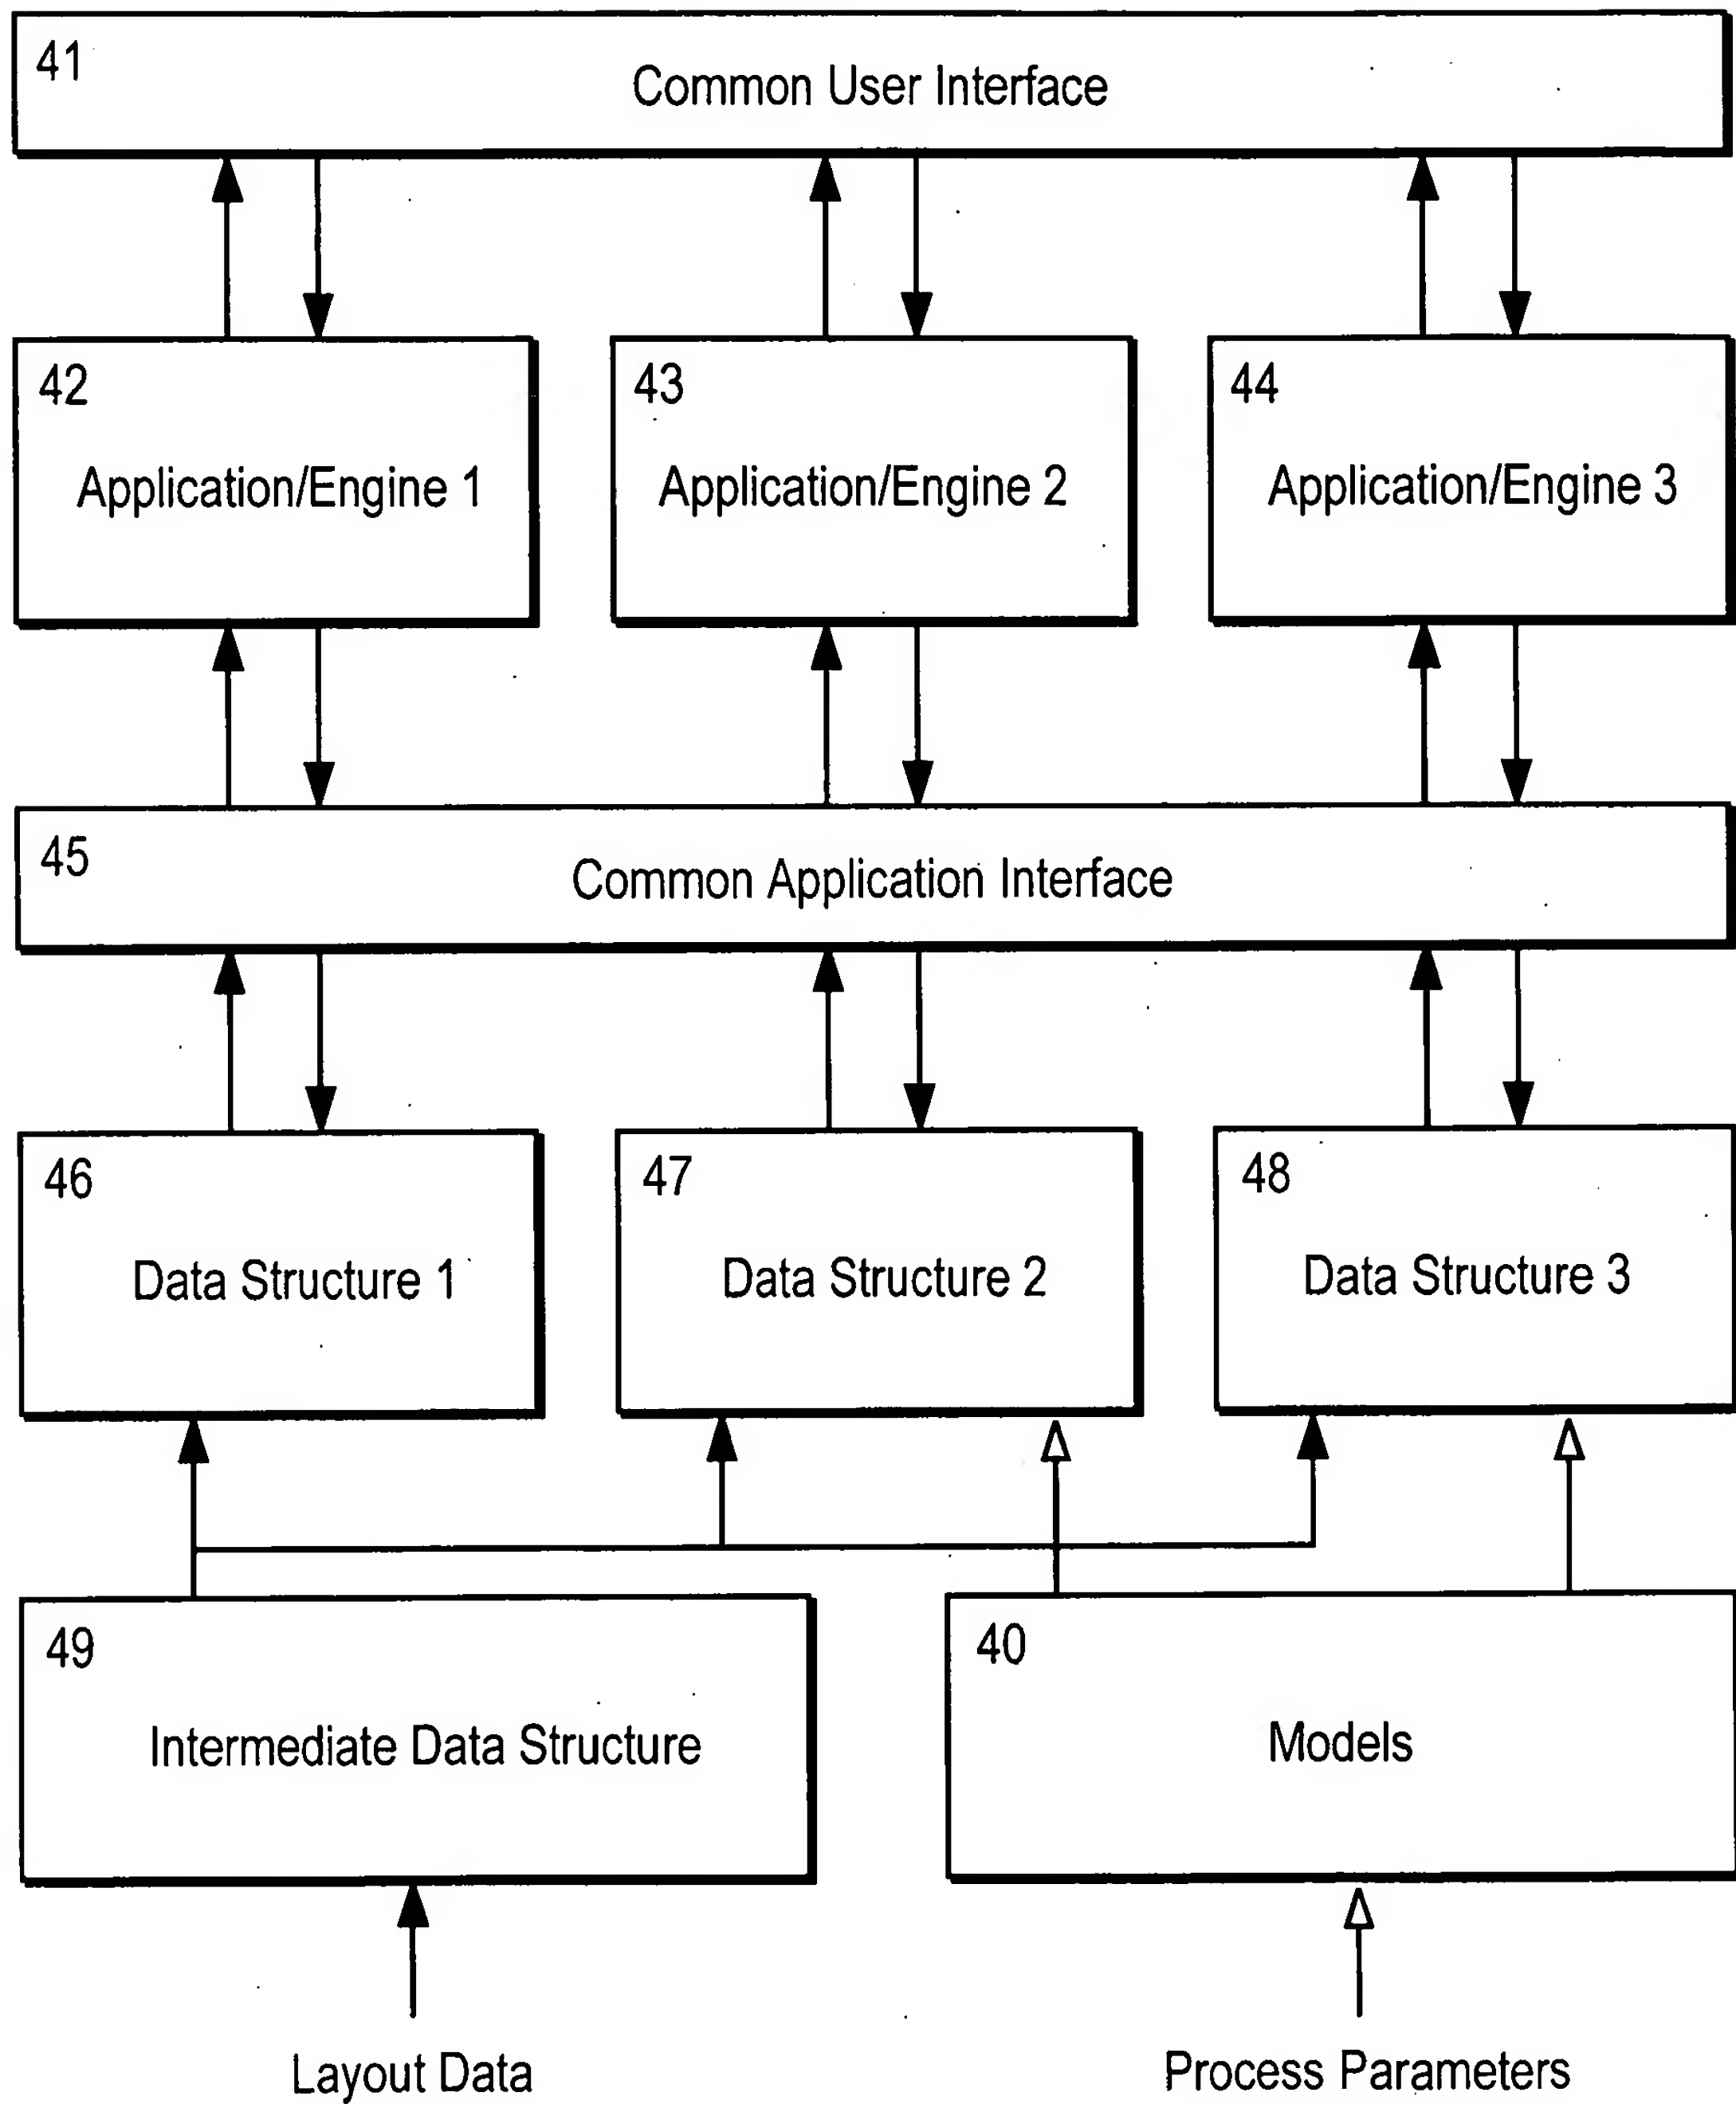 41
Common User Interface
42
Application/Engine 1
43
Application/Engine 2
44
Application/Engine 3
45
Common Application Interface
46
Data Structure 1
47
Data Structure 2
48
Data Structure 3
49
Intermediate Data Structure
40
Models
Layout Data
Process Parameters